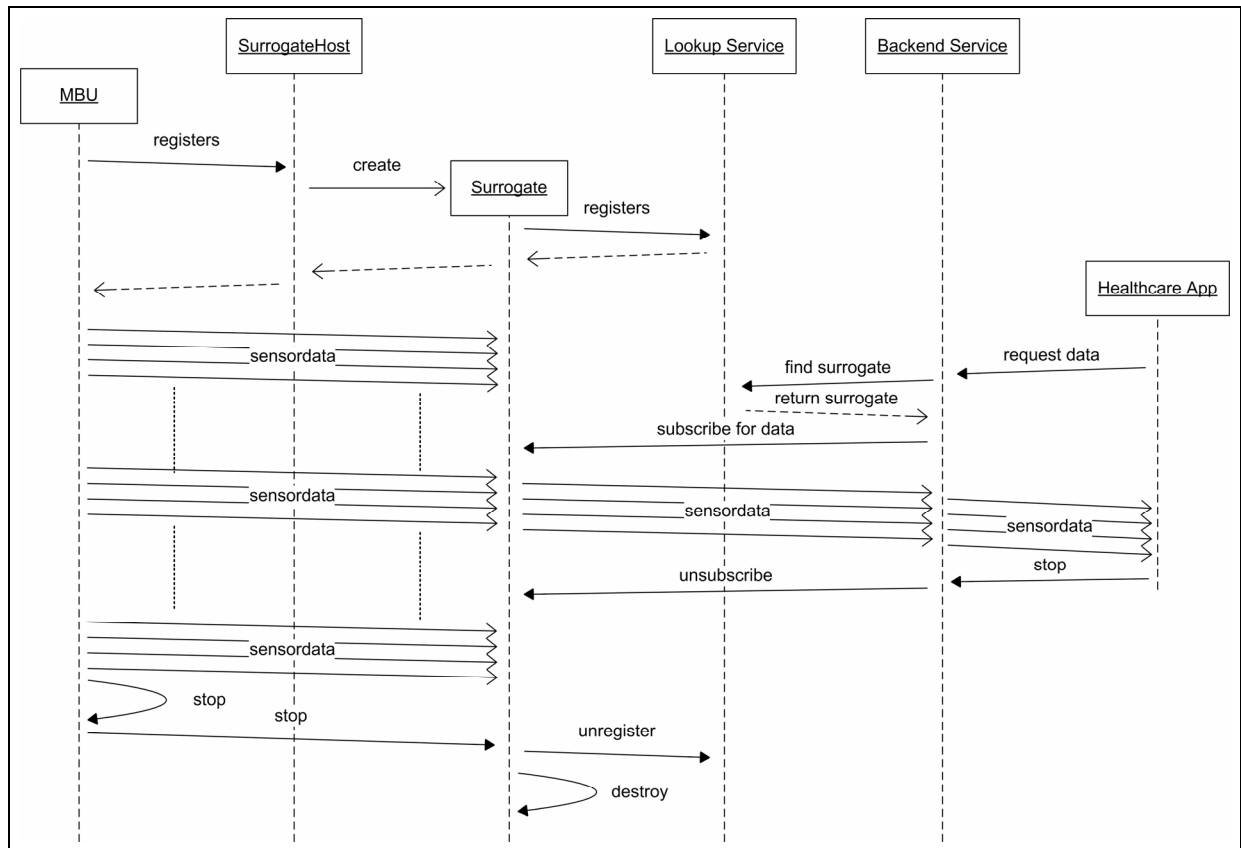 SurrogateHost
Lookup Service
Backend Service
MBU
registers
create
Surrogate
registers
Healthcare App
sensordata
request data
find surrogate
return surrogate
subscribe for data
sensordata
sensordata
sensordata
stop
unsubscribe
sensordata
stop
stop
unregister
destroy